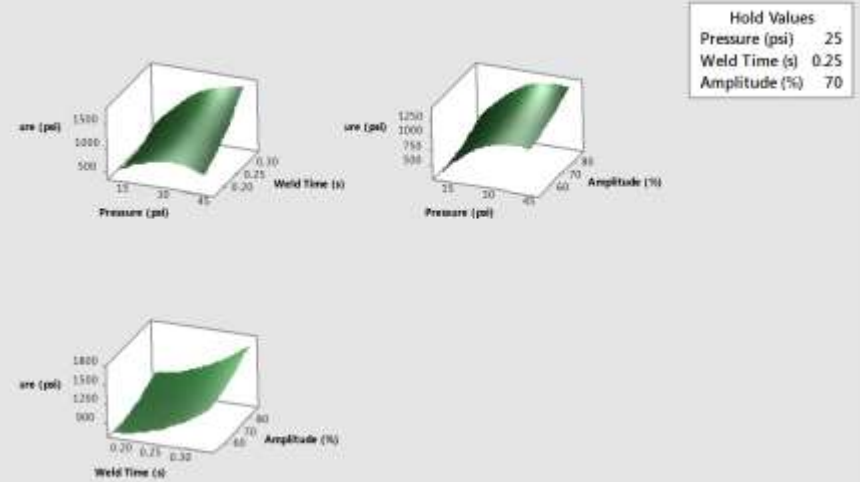 Hold Values
Pressure (psi) 25
Weld Time (s) 0.25
Amplitude (%) 70
1500
1000
500
ure (psi)
15
30
45
Pressure (psi)
0.20
0.25
0.30
Weld Time (s)
1250
1000
750
500
ure (psi)
15
30
45
Pressure (psi)
60
70
80
Amplitude (%)
1800
1500
1200
900
ure (psi)
0.20
0.25
0.30
Weld Time (s)
60
70
80
Amplitude (%)